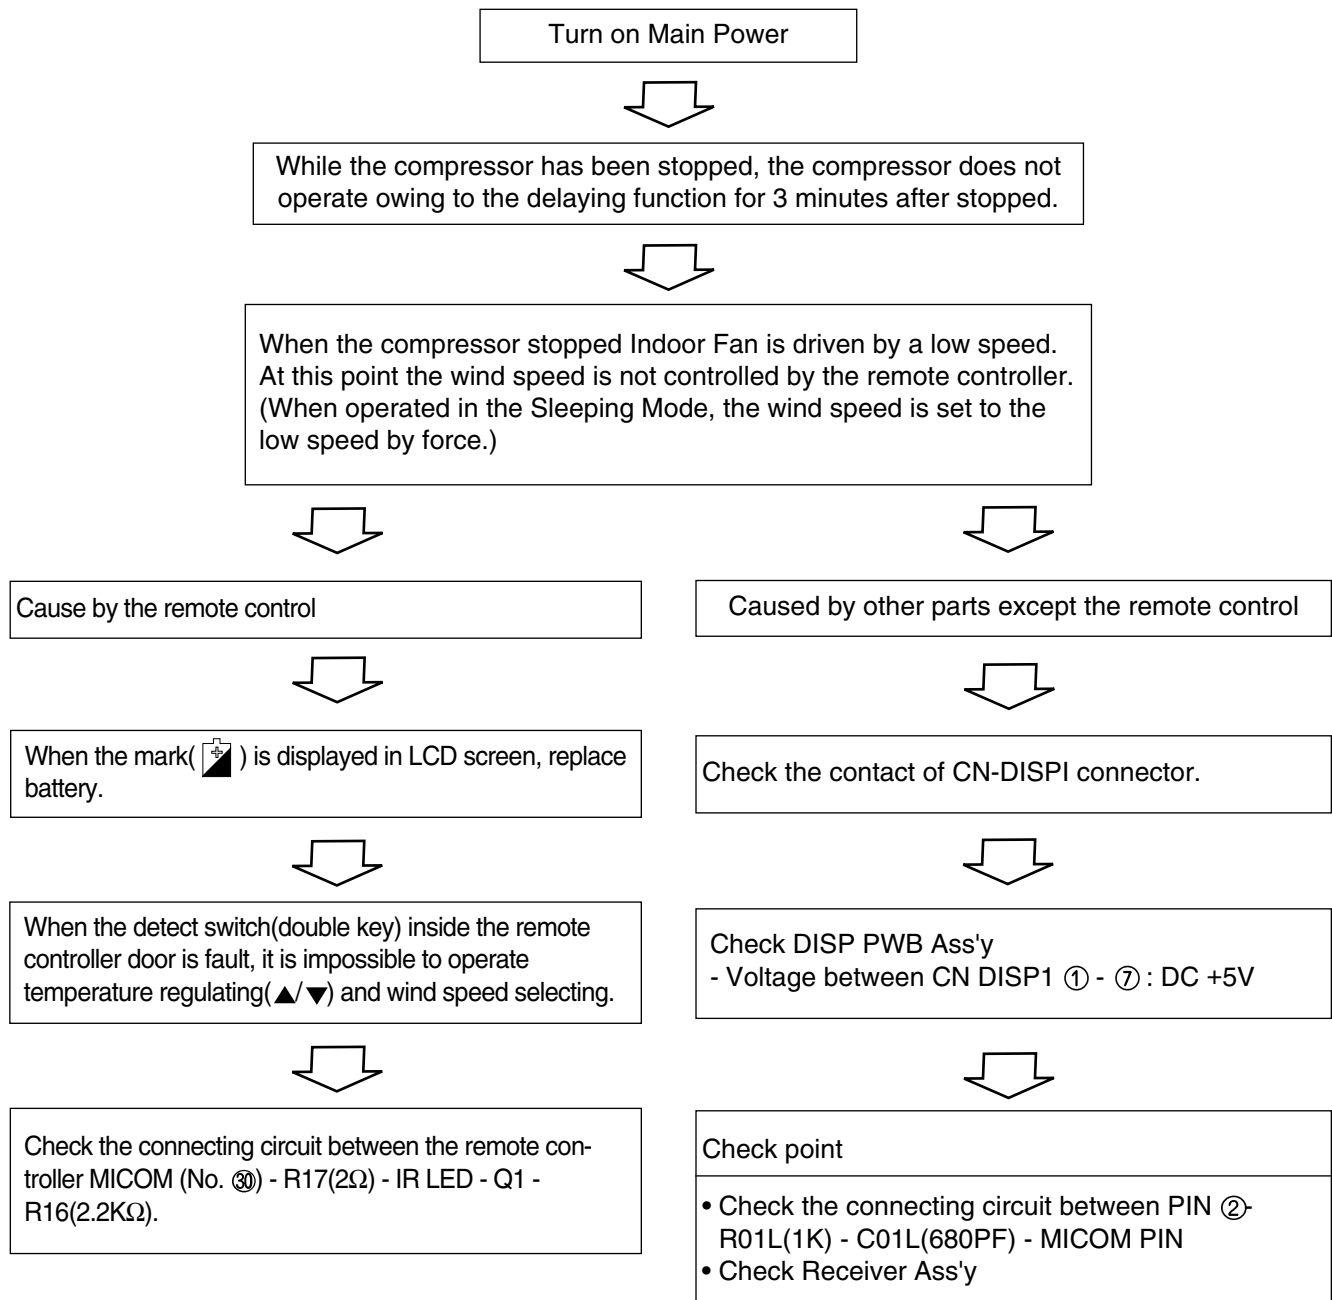 Turn on Main Power
While the compressor has been stopped, the compressor does not
operate owing to the delaying function for 3 minutes after stopped.
When the compressor stopped Indoor Fan is driven by a low speed.
At this point the wind speed is not controlled by the remote controller.
(When operated in the Sleeping Mode, the wind speed is set to the
low speed by force.)
Cause by the remote control
When the mark( ) is displayed in LCD screen, replace
battery.
When the detect switch(double key) inside the remote
controller door is fault, it is impossible to operate
temperature regulating(▲/▼) and wind speed selecting.
Check the connecting circuit between the remote con-
troller MICOM (No. ㉚) - R17(2Ω) - IR LED - Q1 -
R16(2.2KΩ).
Caused by other parts except the remote control
Check the contact of CN-DISPI connector.
Check DISP PWB Ass'y
- Voltage between CN DISP1 ① - ⑦ : DC +5V
Check point
• Check the connecting circuit between PIN ②-
R01L(1K) - C01L(680PF) - MICOM PIN
• Check Receiver Ass'y